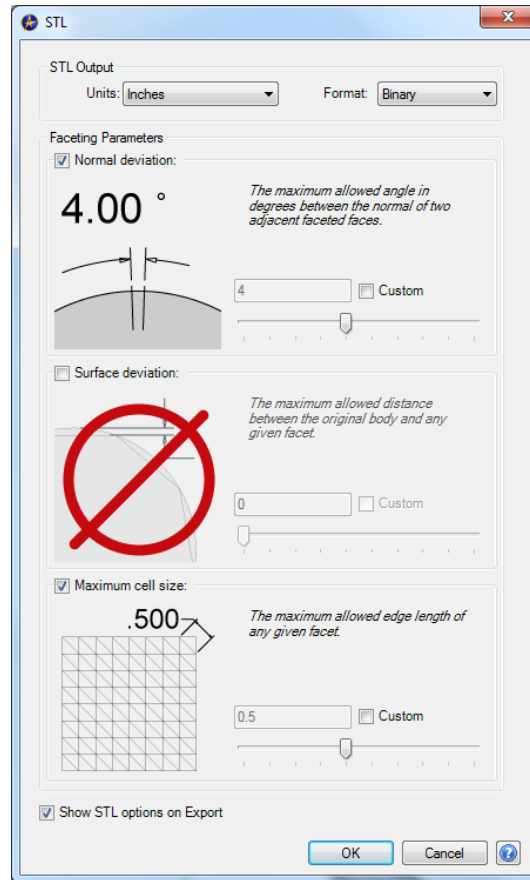 STL
STL Output
Units: Inches
Format: Binary
Faceting Parameters
Normal deviation:
4.00 °
The maximum allowed angle in
degrees between the normal of two
adjacent faceted faces.
4
Custom
Surface deviation:
The maximum allowed distance
between the original body and any
given facet.
0
Custom
Maximum cell size:
.500
The maximum allowed edge length of
any given facet.
0.5
Custom
Show STL options on Export
OK
Cancel
?